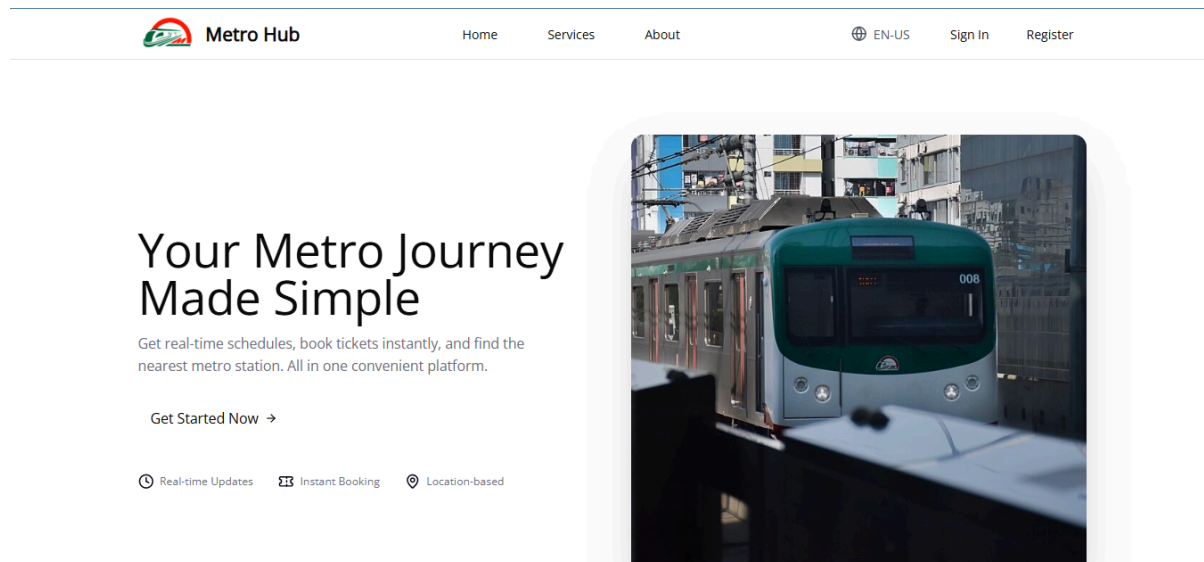 Metro Hub
Home
Services
About
EN-US
Sign In
Register
Your Metro Journey
Made Simple
Get real-time schedules, book tickets instantly, and find the
nearest metro station. All in one convenient platform.
Get Started Now →
Real-time Updates
Instant Booking
Location-based
008